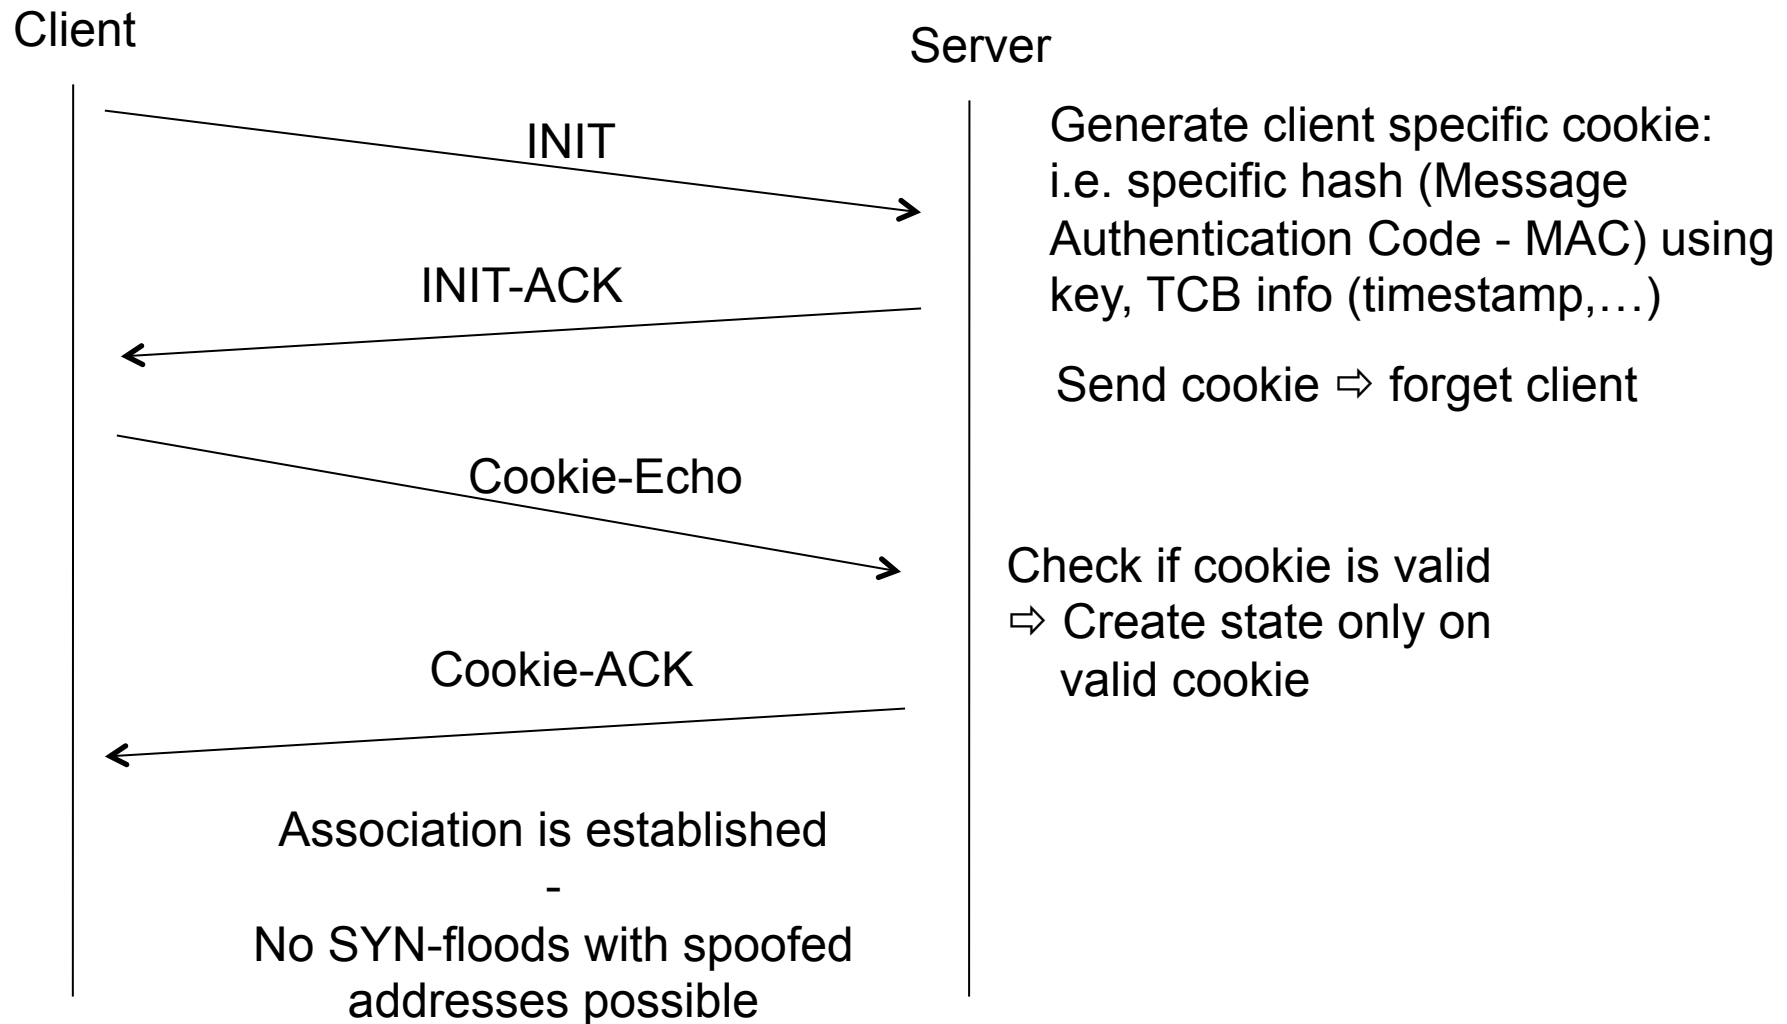 Client
Server
INIT
Generate client specific cookie:
i.e. specific hash (Message
Authentication Code - MAC) using
key, TCB info (timestamp,…)
INIT-ACK
Send cookie ⇨ forget client
Cookie-Echo
Check if cookie is valid
⇨ Create state only on
valid cookie
Cookie-ACK
Association is established
-
No SYN-floods with spoofed
addresses possible